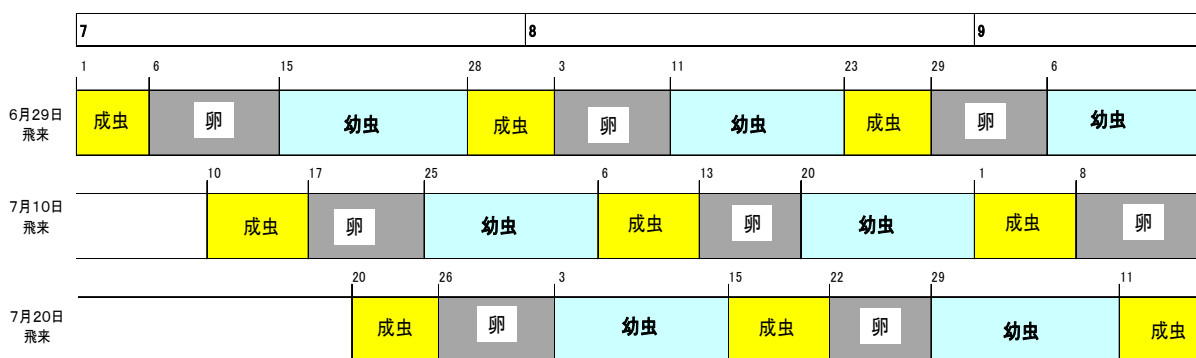 7 8 9
1 6 15 28 3 11 23 29 6
6月29日
飛来
成虫 卵 幼虫 成虫 卵 幼虫 成虫 卵 幼虫
10 17 25 6 13 20 1 8
7月10日
飛来
成虫 卵 幼虫 成虫 卵 幼虫 成虫 卵
20 26 3 15 22 29 11
7月20日
飛来
成虫 卵 幼虫 成虫 卵 幼虫 成虫